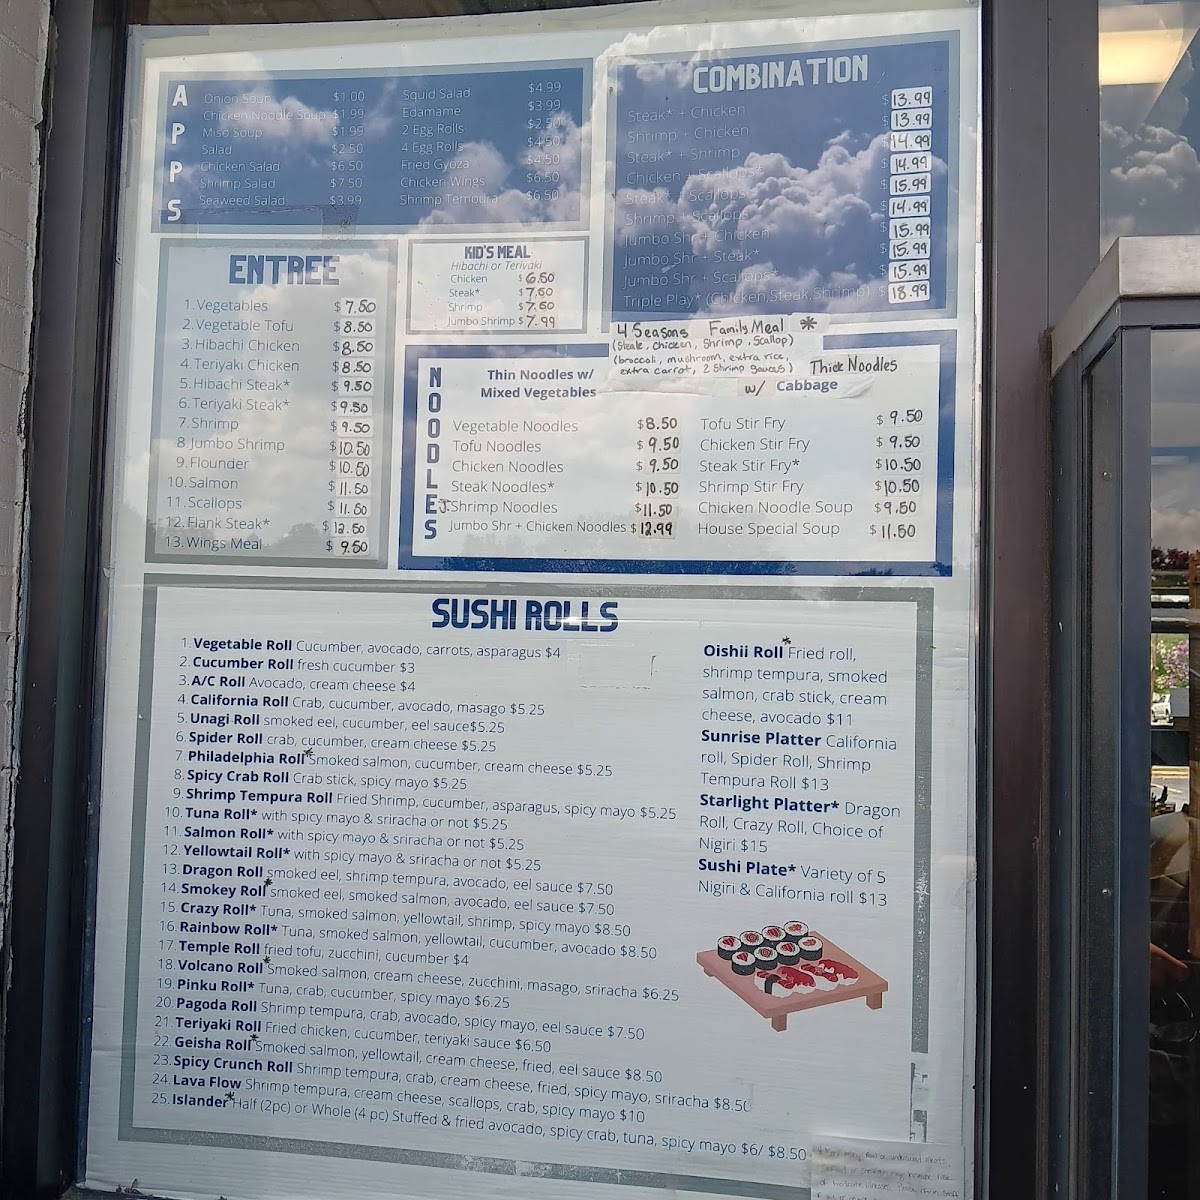 APPS
Onion Soup $1.00
Chicken Noodle Soup $1.99
Miso Soup $1.99
Salad $2.50
Chicken Salad $6.50
Shrimp Salad $7.50
Seaweed Salad $3.99
Squid Salad $4.99
Edamame $3.99
2 Egg Rolls $2.50
4 Egg Rolls $4.50
Fried Gyoza $4.50
Chicken Wings $6.50
Shrimp Tempura $6.50
COMBINATION
Steak* + Chicken $13.99
Shrimp + Chicken $13.99
Steak* + Shrimp $14.99
Chicken + Scallops* $14.99
Steak* + Scallops* $15.99
Shrimp + Scallops $14.99
Jumbo Shr + Chicken $15.99
Jumbo Shr + Steak* $15.99
Jumbo Shr + Scallops* $15.99
Triple Play* (Chicken, Steak, Shrimp) $18.99
4 Seasons Family Meal *
(Steak, chicken, Shrimp, Scallop)
(broccoli, mushroom, extra rice,
extra carrot, 2 Shrimp sauces)
ENTREE
1. Vegetables $7.50
2. Vegetable Tofu $8.50
3. Hibachi Chicken $8.50
4. Teriyaki Chicken $8.50
5. Hibachi Steak* $9.50
6. Teriyaki Steak* $9.50
7. Shrimp $9.50
8. Jumbo Shrimp $10.50
9. Flounder $10.50
10. Salmon $11.50
11. Scallops $11.50
12. Flank Steak* $12.50
13. Wings Meal $9.50
KID'S MEAL
Hibachi or Teriyaki
Chicken $6.50
Steak* $7.50
Shrimp $7.50
Jumbo Shrimp $7.99
NOODLES
Thin Noodles w/
Mixed Vegetables
Vegetable Noodles $8.50
Tofu Noodles $9.50
Chicken Noodles $9.50
Steak Noodles* $10.50
J.Shrimp Noodles $11.50
Jumbo Shr + Chicken Noodles $12.99
Thick Noodles
w/ Cabbage
Tofu Stir Fry $9.50
Chicken Stir Fry $9.50
Steak Stir Fry* $10.50
Shrimp Stir Fry $10.50
Chicken Noodle Soup $9.50
House Special Soup $11.50
SUSHI ROLLS
1. Vegetable Roll Cucumber, avocado, carrots, asparagus $4
2. Cucumber Roll fresh cucumber $3
3. A/C Roll Avocado, cream cheese $4
4. California Roll Crab, cucumber, avocado, masago $5.25
5. Unagi Roll smoked eel, cucumber, eel sauce$5.25
6. Spider Roll crab, cucumber, cream cheese $5.25
7. Philadelphia Roll* Smoked salmon, cucumber, cream cheese $5.25
8. Spicy Crab Roll Crab stick, spicy mayo $5.25
9. Shrimp Tempura Roll Fried Shrimp, cucumber, asparagus, spicy mayo $5.25
10. Tuna Roll* with spicy mayo & sriracha or not $5.25
11. Salmon Roll* with spicy mayo & sriracha or not $5.25
12. Yellowtail Roll* with spicy mayo & sriracha or not $5.25
13. Dragon Roll smoked eel, shrimp tempura, avocado, eel sauce $7.50
14. Smokey Roll* smoked eel, smoked salmon, avocado, eel sauce $7.50
15. Crazy Roll* Tuna, smoked salmon, yellowtail, shrimp, spicy mayo $8.50
16. Rainbow Roll* Tuna, smoked salmon, yellowtail, cucumber, avocado $8.50
17. Temple Roll fried tofu, zucchini, cucumber $4
18. Volcano Roll* Smoked salmon, cream cheese, zucchini, masago, sriracha $6.25
19. Pinku Roll* Tuna, crab, cucumber, spicy mayo $6.25
20. Pagoda Roll Shrimp tempura, crab, avocado, spicy mayo, eel sauce $7.50
21. Teriyaki Roll Fried chicken, cucumber, teriyaki sauce $6.50
22. Geisha Roll* Smoked salmon, yellowtail, cream cheese, fried, eel sauce $8.50
23. Spicy Crunch Roll Shrimp tempura, crab, cream cheese, fried, spicy mayo, sriracha $8.50
24. Lava Flow Shrimp tempura, cream cheese, scallops, crab, spicy mayo $10
25. Islander* Half (2pc) or Whole (4 pc) Stuffed & fried avocado, spicy crab, tuna, spicy mayo $6/ $8.50
Oishii Roll* Fried roll,
shrimp tempura, smoked
salmon, crab stick, cream
cheese, avocado $11
Sunrise Platter California
roll, Spider Roll, Shrimp
Tempura Roll $13
Starlight Platter* Dragon
Roll, Crazy Roll, Choice of
Nigiri $15
Sushi Plate* Variety of 5
Nigiri & California roll $13